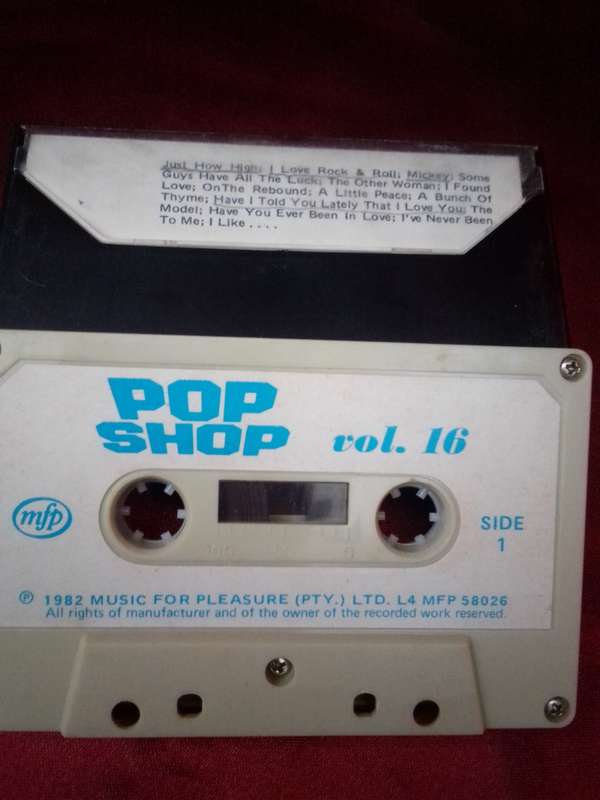 Just How High; I Love Rock & Roll; Mickey; Some
Guys Have All The Luck; The Other Woman; I Found
Love; OnThe Rebound; A Little Peace; A Bunch Of
Thyme; Have I Told You Lately That I Love You; The
Model; Have You Ever Been In Love; I've Never Been
To Me; I Like . . . .
POP
SHOP vol. 16
mfp
SIDE
1
Ⓟ 1982 MUSIC FOR PLEASURE (PTY.) LTD. L4 MFP 58026
All rights of manufacturer and of the owner of the recorded work reserved.